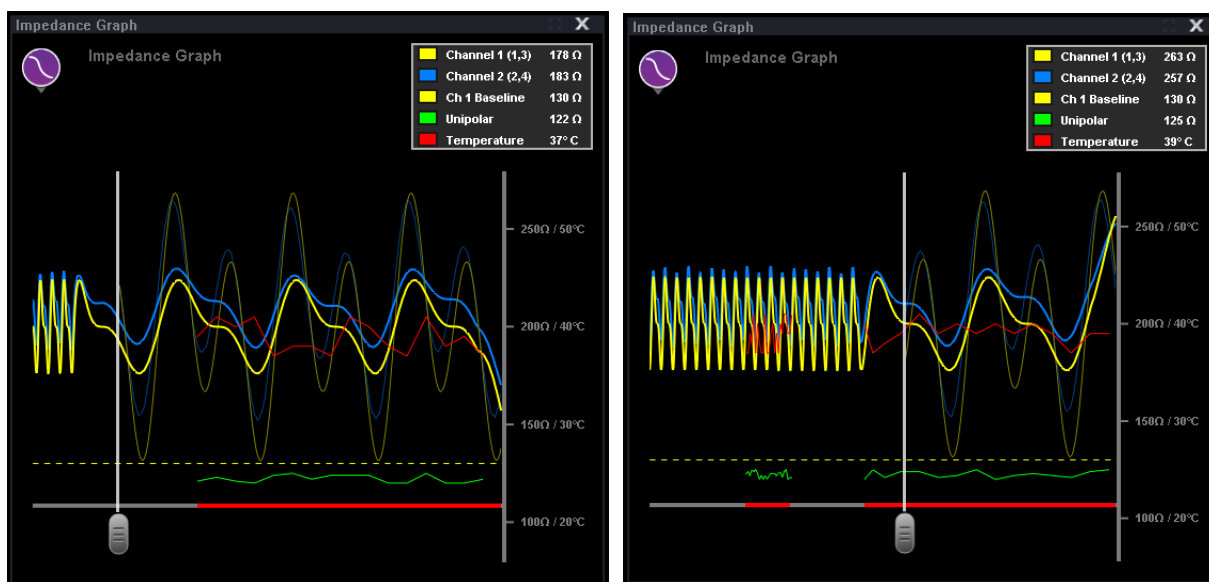 Impedance Graph
Impedance Graph
Channel 1 (1,3) 178 Ω
Channel 2 (2,4) 183 Ω
Ch 1 Baseline 130 Ω
Unipolar 122 Ω
Temperature 37° C
250Ω / 50°C
200Ω / 40°C
150Ω / 30°C
100Ω / 20°C
Impedance Graph
Impedance Graph
Channel 1 (1,3) 263 Ω
Channel 2 (2,4) 257 Ω
Ch 1 Baseline 130 Ω
Unipolar 125 Ω
Temperature 39° C
250Ω / 50°C
200Ω / 40°C
150Ω / 30°C
100Ω / 20°C